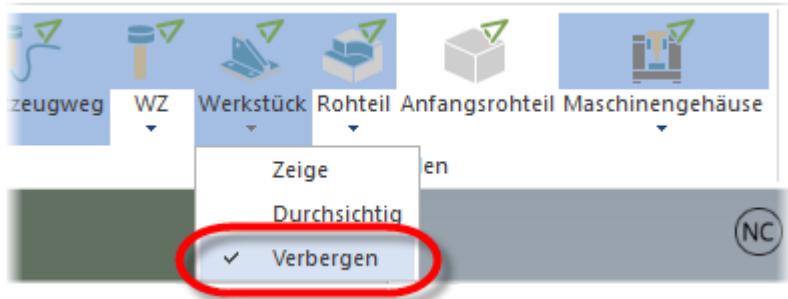 zeugweg WZ Werkstück Rohteil Anfangsrohteil Maschinengehäuse
Zeige
en
Durchsichtig
NC
Verbergen